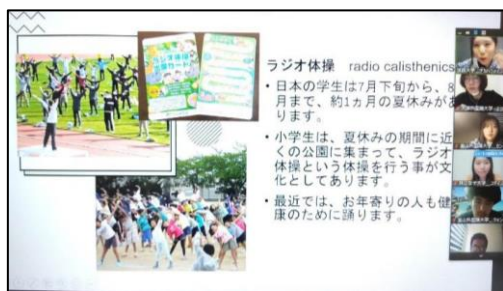 ラジオ体操 radio calisthenics
• 日本の学生は7月下旬から、8
月まで、約1ヵ月の夏休みがあ
ります。
• 小学生は、夏休みの期間に近
くの公園に集まって、ラジオ
体操という体操を行う事が文
化としてあります。
• 最近では、お年寄りの人も健
康のために踊ります。